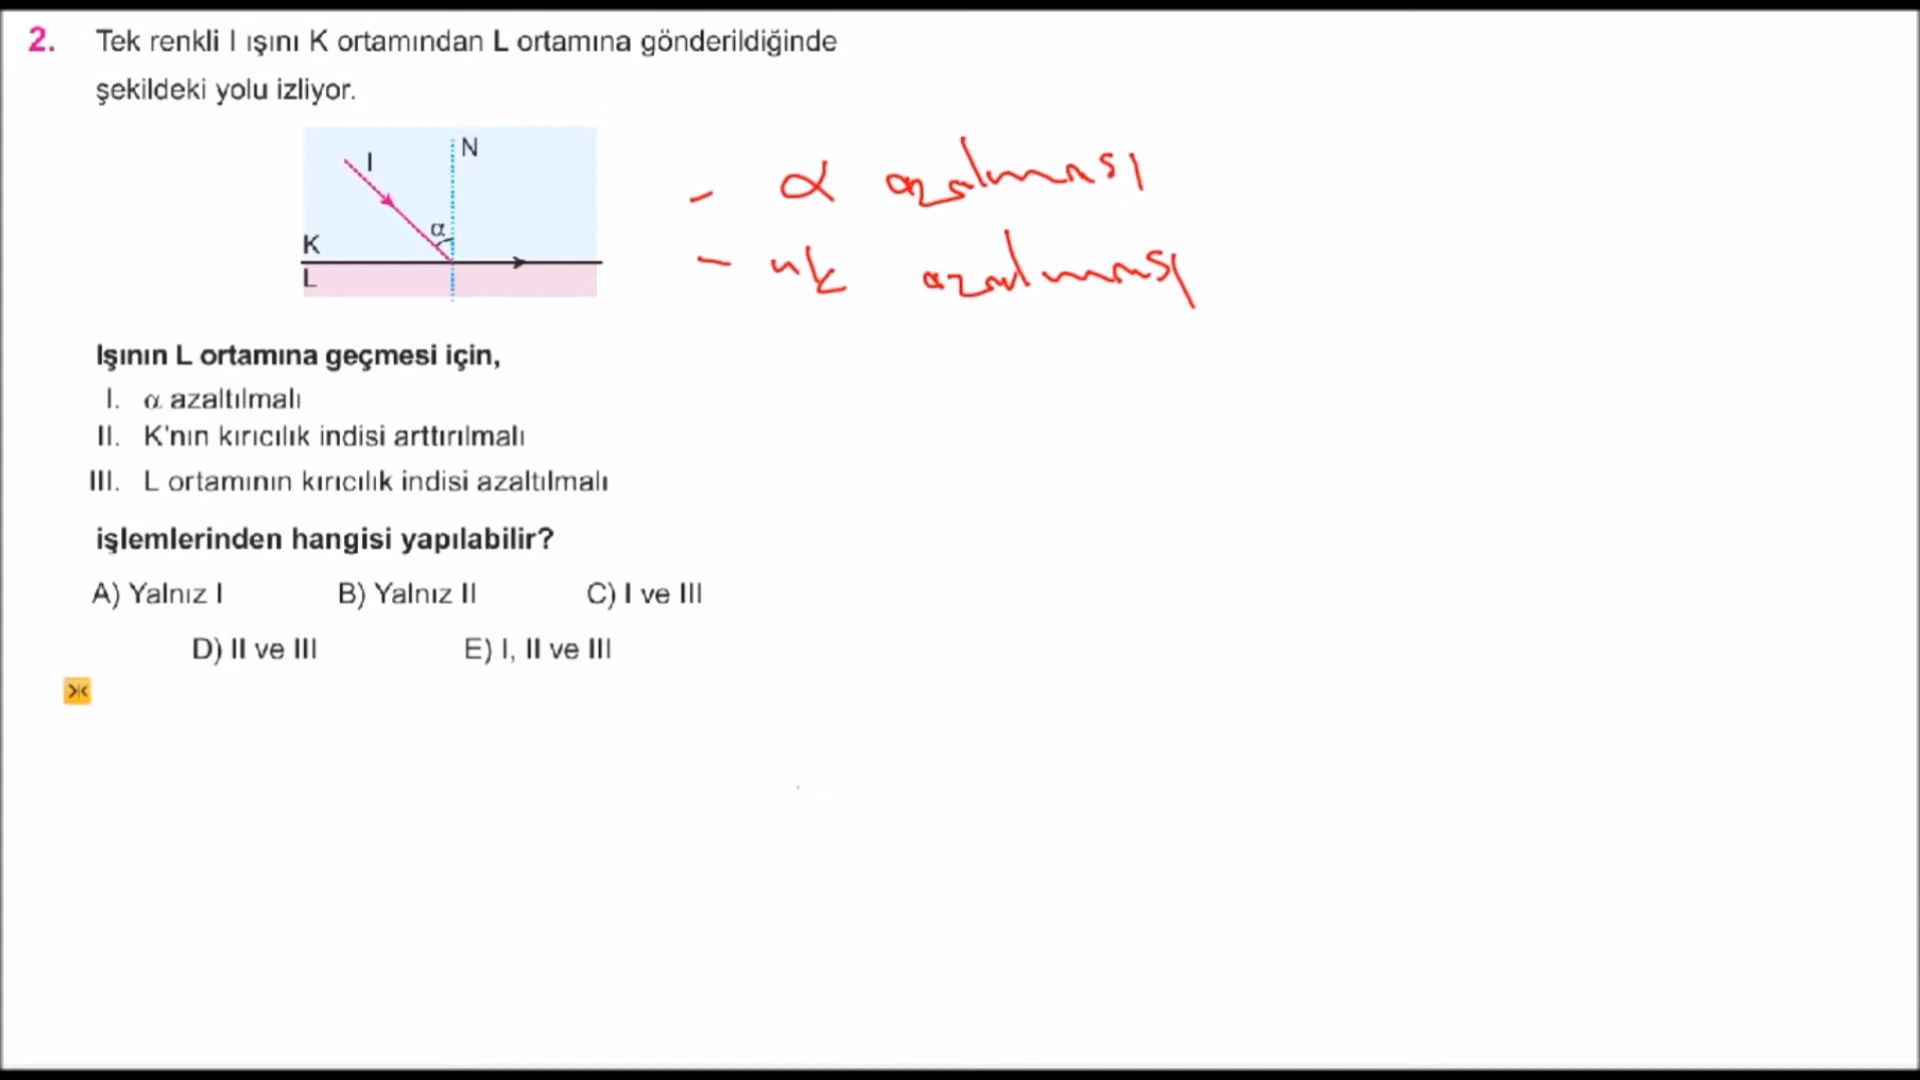 2. Tek renkli I ışını K ortamından L ortamına gönderildiğinde
şekildeki yolu izliyor.
I
N
α
K
L
- α azalması
- nk azalması
Işının L ortamına geçmesi için,
I. α azaltılmalı
II. K'nın kırıcılık indisi arttırılmalı
III. L ortamının kırıcılık indisi azaltılmalı
işlemlerinden hangisi yapılabilir?
A) Yalnız I B) Yalnız II C) I ve III
D) II ve III E) I, II ve III